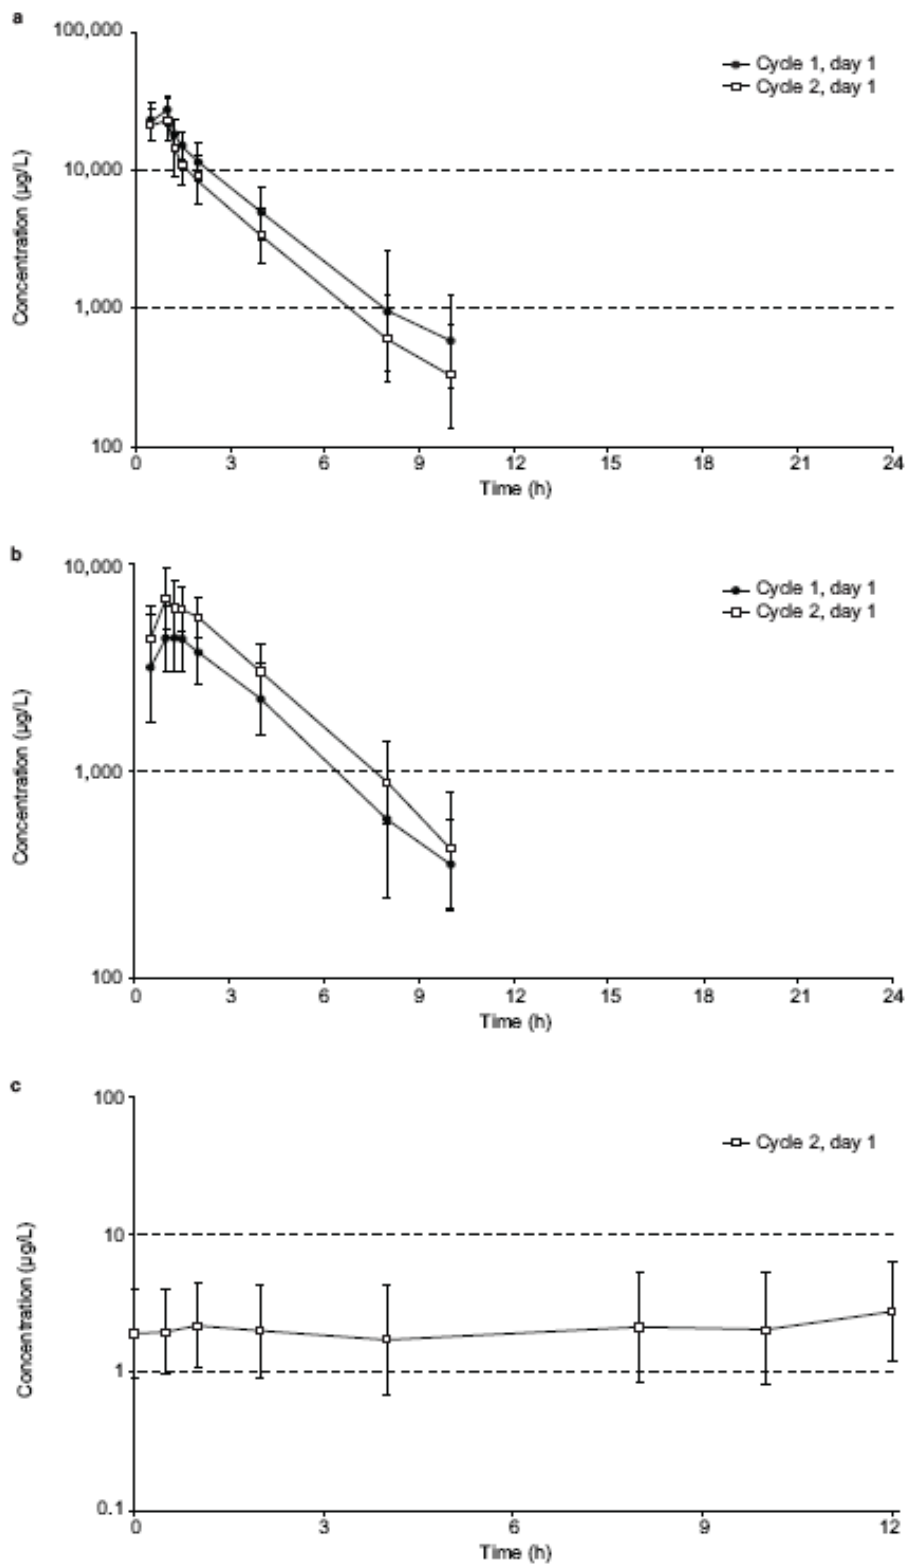 a
100,000
10,000
1,000
100
Concentration (µg/L)
Cycle 1, day 1
Cycle 2, day 1
0 3 6 9 12 15 18 21 24
Time (h)
b
10,000
1,000
100
Concentration (µg/L)
Cycle 1, day 1
Cycle 2, day 1
0 3 6 9 12 15 18 21 24
Time (h)
c
100
10
1
0.1
Concentration (µg/L)
Cycle 2, day 1
0 3 6 9 12
Time (h)